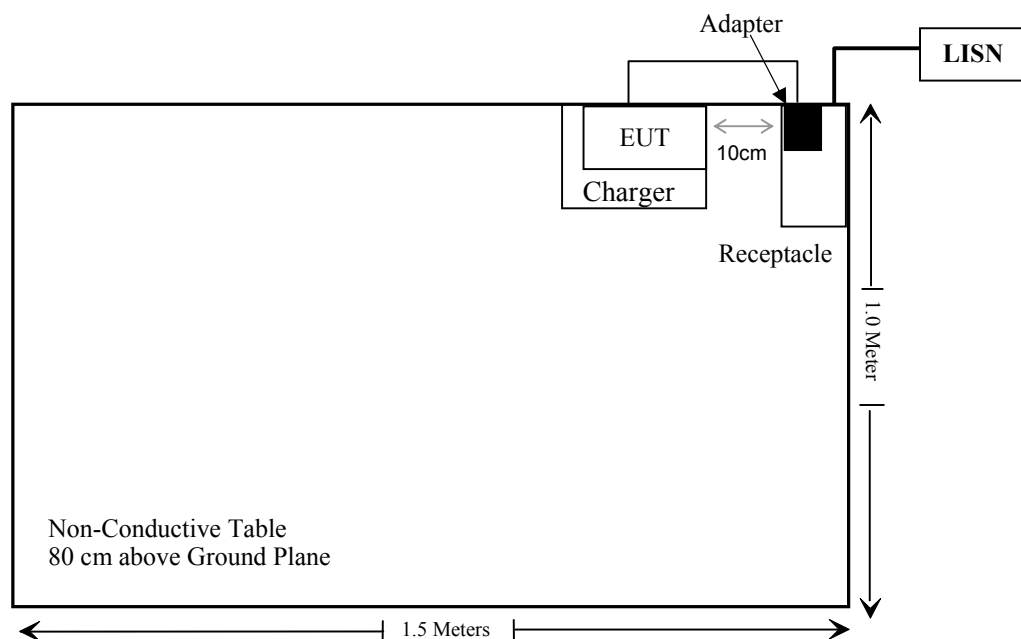 Adapter
LISN
EUT
10cm
Charger
Receptacle
1.0 Meter
Non-Conductive Table
80 cm above Ground Plane
1.5 Meters